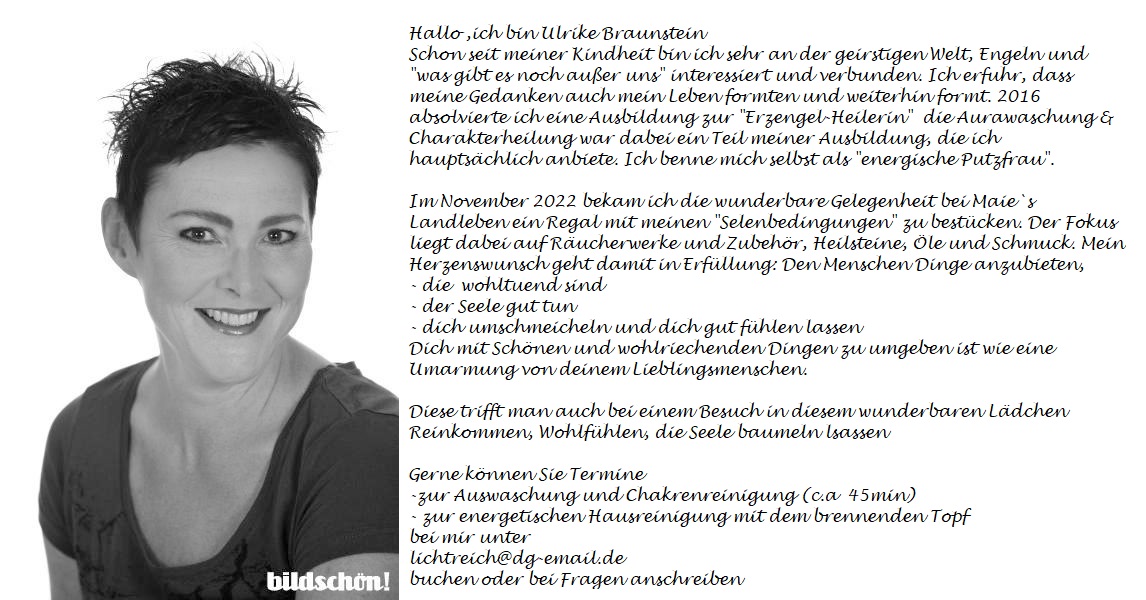 Hallo ,ich bin Ulrike Braunstein
Schon seit meiner Kindheit bin ich sehr an der geirstigen Welt, Engeln und
"was gibt es noch außer uns" interessiert und verbunden. Ich erfuhr, dass
meine Gedanken auch mein Leben formten und weiterhin formt. 2016
absolvierte ich eine Ausbildung zur "Erzengel-Heilerin"  die Aurawaschung &
Charakterheilung war dabei ein Teil meiner Ausbildung, die ich
hauptsächlich anbiete. Ich benne mich selbst als "energische Putzfrau".
Im November 2022 bekam ich die wunderbare Gelegenheit bei Maie`s
Landleben ein Regal mit meinen "Selenbedingungen" zu bestücken. Der Fokus
liegt dabei auf Räucherwerke und Zubehör, Heilsteine, Öle und Schmuck. Mein
Herzenswunsch geht damit in Erfüllung: Den Menschen Dinge anzubieten,
- die  wohltuend sind
- der Seele gut tun
- dich umschmeicheln und dich gut fühlen lassen
Dich mit Schönen und wohlriechenden Dingen zu umgeben ist wie eine
Umarmung von deinem Lieblingsmenschen.
Diese trifft man auch bei einem Besuch in diesem wunderbaren Lädchen
Reinkommen, Wohlfühlen, die Seele baumeln lsassen
Gerne können Sie Termine
-zur Auswaschung und Chakrenreinigung (c.a  45min)
- zur energetischen Hausreinigung mit dem brennenden Topf
bei mir unter
lichtreich@dg-email.de
buchen oder bei Fragen anschreiben
bildschön!